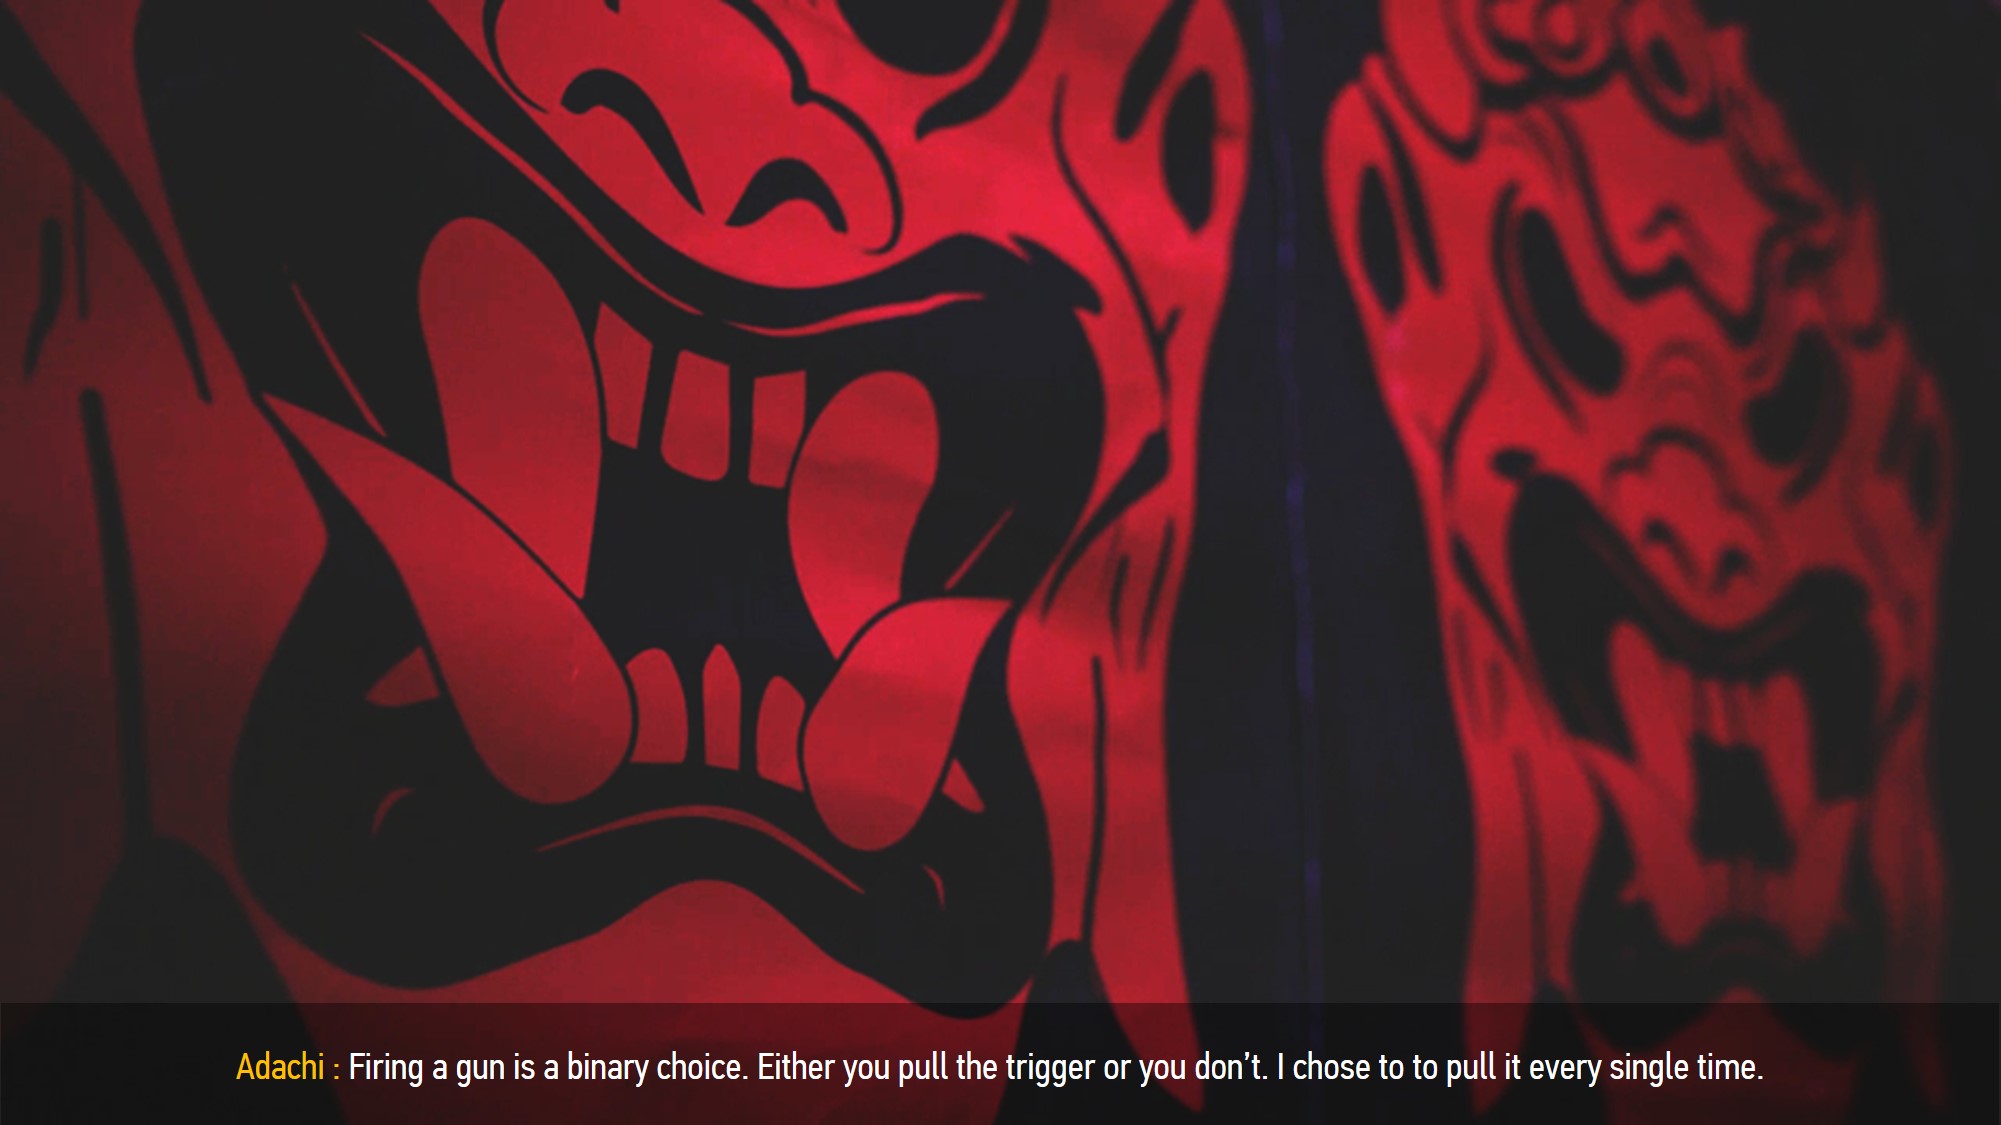 Adachi : Firing a gun is a binary choice. Either you pull the trigger or you don’t. I chose to to pull it every single time.